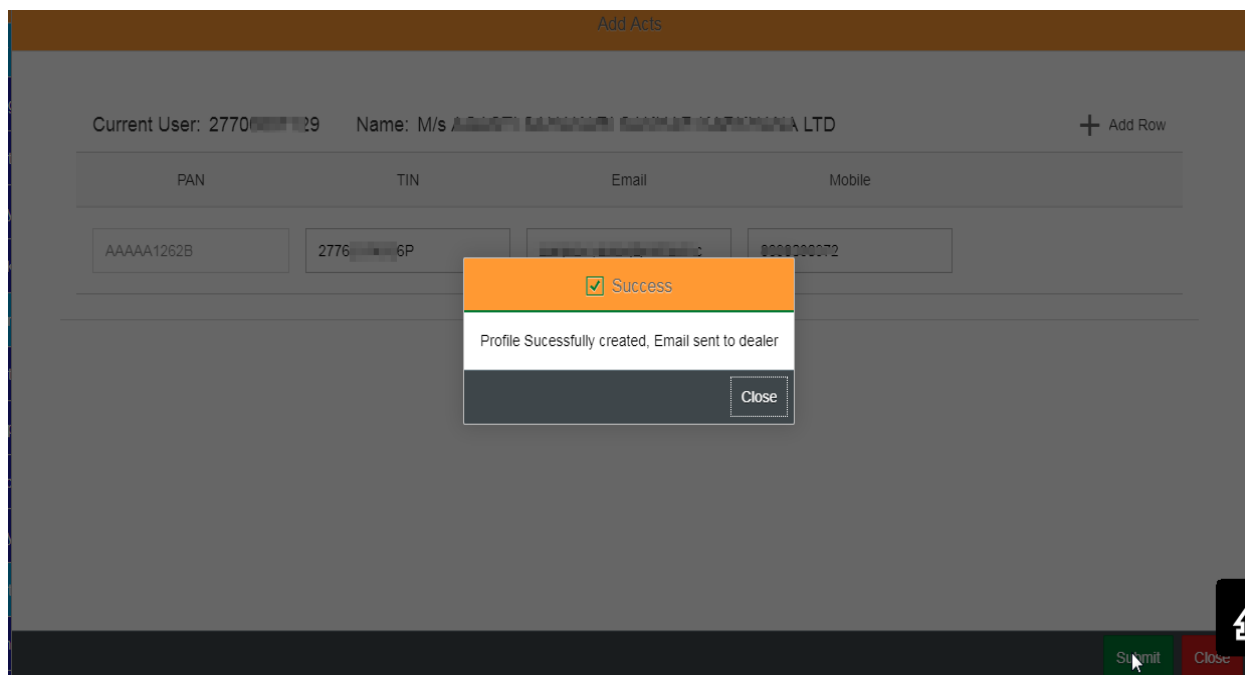 Add Acts
Current User: 2770 29 Name: M/s A LTD
Add Row
PAN TIN Email Mobile
AAAAA1262B 2776 6P
Success
Profile Sucessfully created, Email sent to dealer
Close
Submit Close